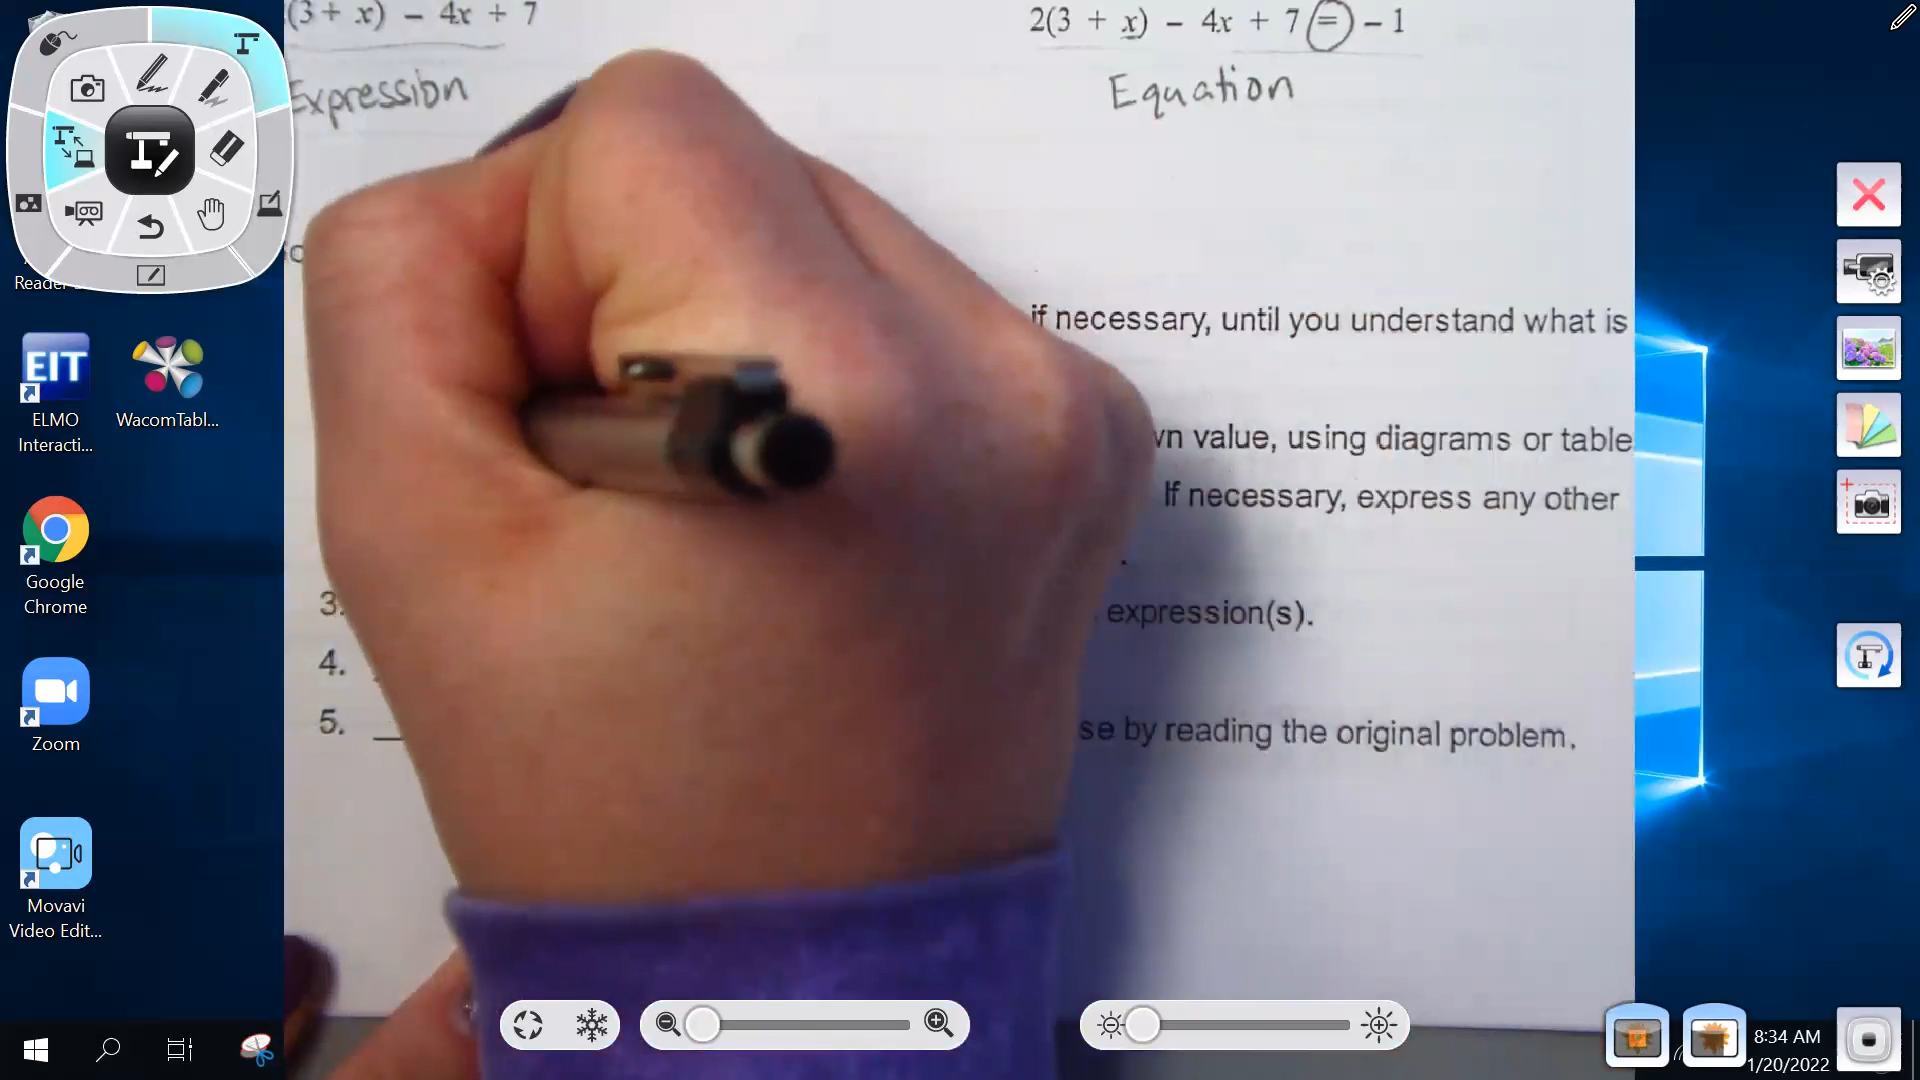 (3 + x) − 4x + 7
2(3 + x) − 4x + 7 = − 1
Expression
Equation
if necessary, until you understand what is
value, using diagrams or table
If necessary, express any other
3.
expression(s).
4.
5.
by reading the original problem.
Reader
EIT
ELMO
Interacti...
WacomTabl...
Google
Chrome
Zoom
Movavi
Video Edit...
8:34 AM
1/20/2022